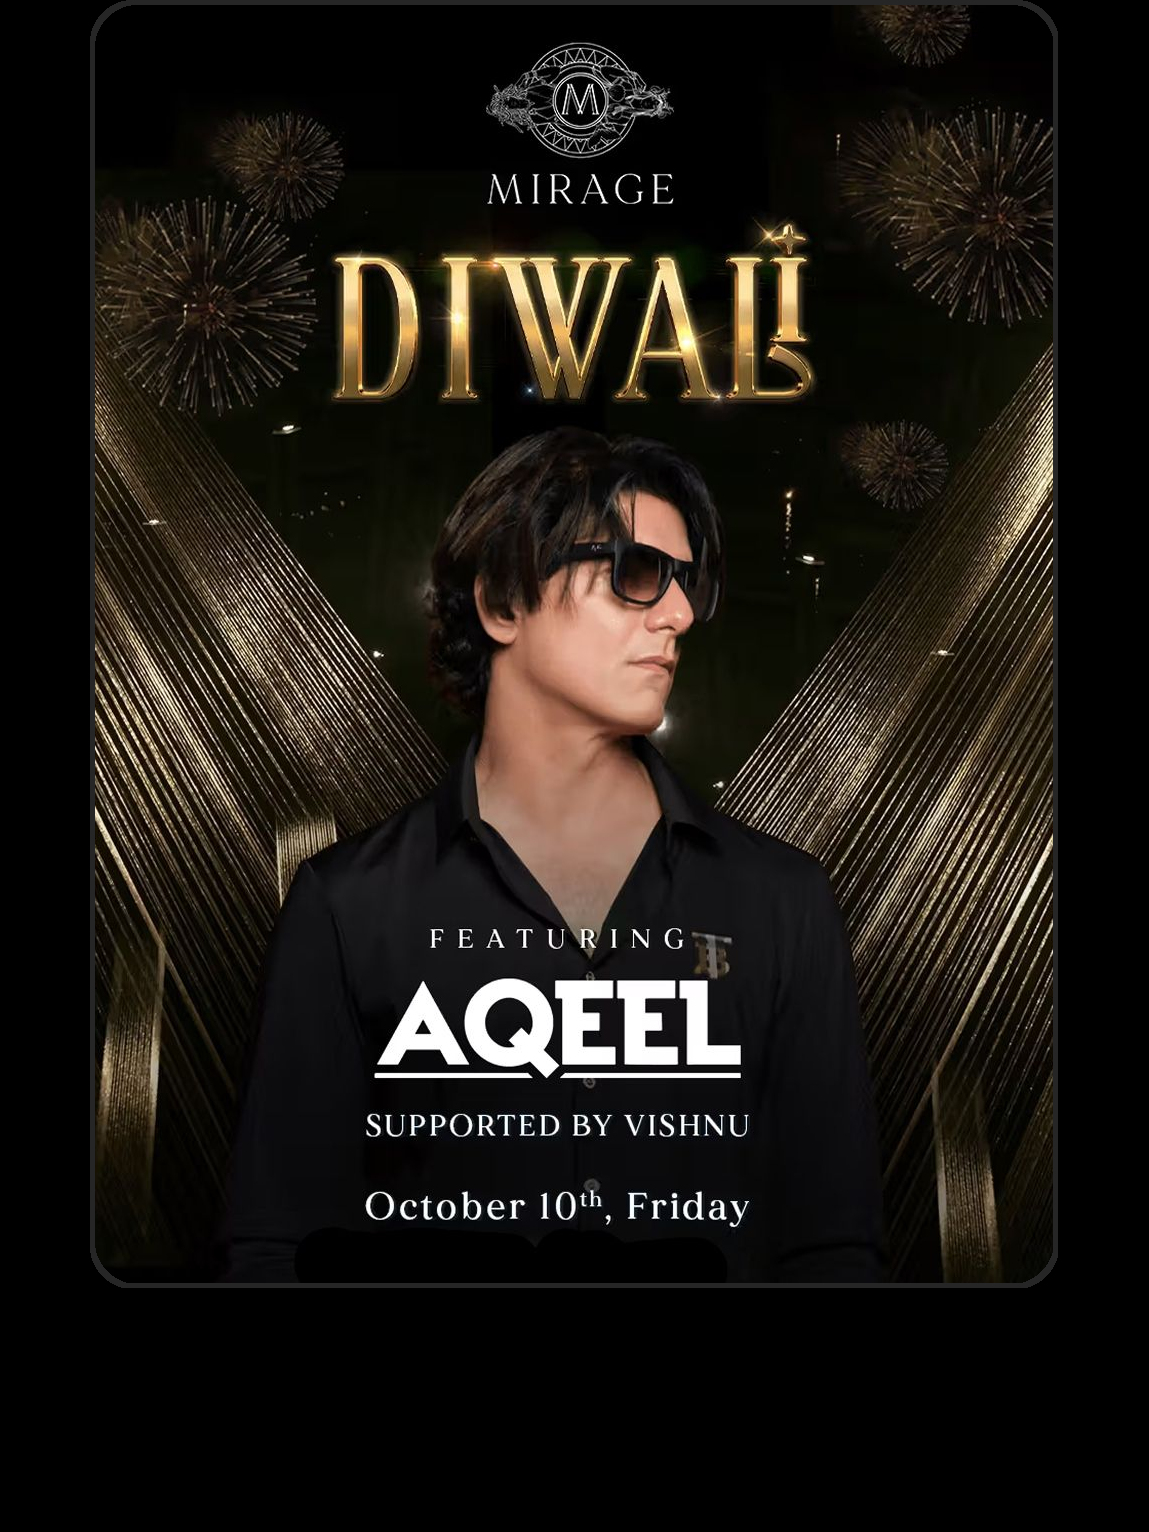 M
MIRAGE
DIWALI
FEATURING
AQEEL
SUPPORTED BY VISHNU
October 10th, Friday